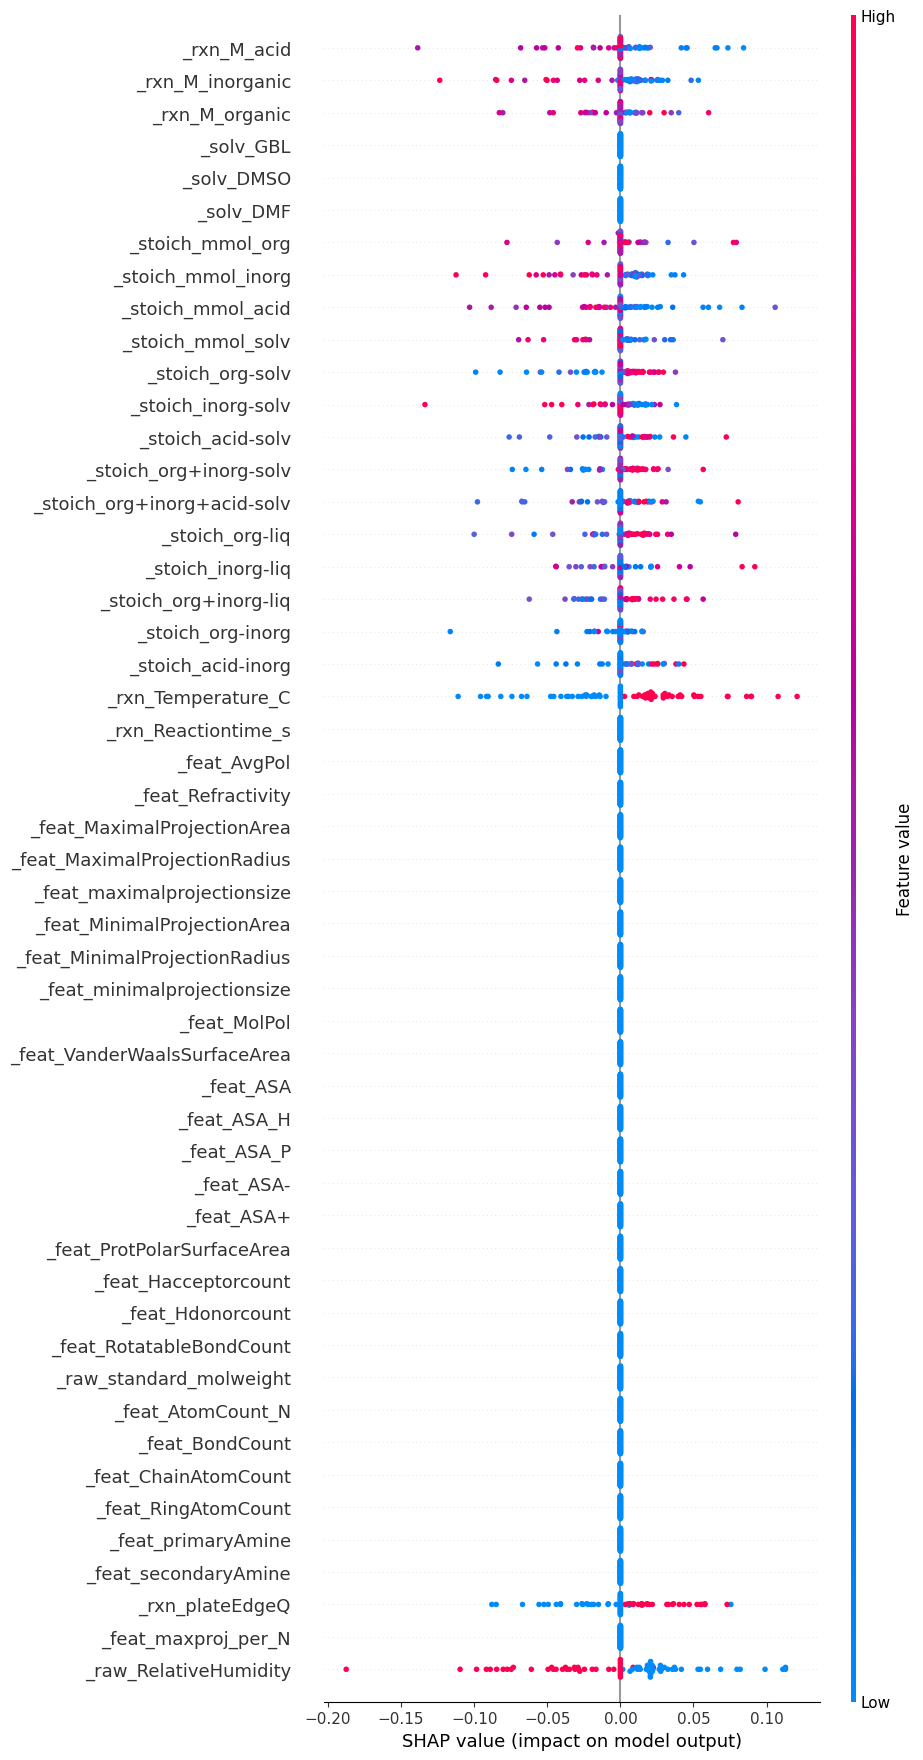 High
_rxn_M_acid
_rxn_M_inorganic
_rxn_M_organic
_solv_GBL
_solv_DMSO
_solv_DMF
_stoich_mmol_org
_stoich_mmol_inorg
_stoich_mmol_acid
_stoich_mmol_solv
_stoich_org-solv
_stoich_inorg-solv
_stoich_acid-solv
_stoich_org+inorg-solv
_stoich_org+inorg+acid-solv
_stoich_org-liq
_stoich_inorg-liq
_stoich_org+inorg-liq
_stoich_org-inorg
_stoich_acid-inorg
_rxn_Temperature_C
_rxn_Reactiontime_s
_feat_AvgPol
_feat_Refractivity
_feat_MaximalProjectionArea
_feat_MaximalProjectionRadius
_feat_maximalprojectionsize
_feat_MinimalProjectionArea
_feat_MinimalProjectionRadius
_feat_minimalprojectionsize
_feat_MolPol
_feat_VanderWaalsSurfaceArea
_feat_ASA
_feat_ASA_H
_feat_ASA_P
_feat_ASA-
_feat_ASA+
_feat_ProtPolarSurfaceArea
_feat_Hacceptorcount
_feat_Hdonorcount
_feat_RotatableBondCount
_raw_standard_molweight
_feat_AtomCount_N
_feat_BondCount
_feat_ChainAtomCount
_feat_RingAtomCount
_feat_primaryAmine
_feat_secondaryAmine
_rxn_plateEdgeQ
_feat_maxproj_per_N
_raw_RelativeHumidity
Feature value
Low
−0.20 −0.15 −0.10 −0.05 0.00 0.05 0.10
SHAP value (impact on model output)